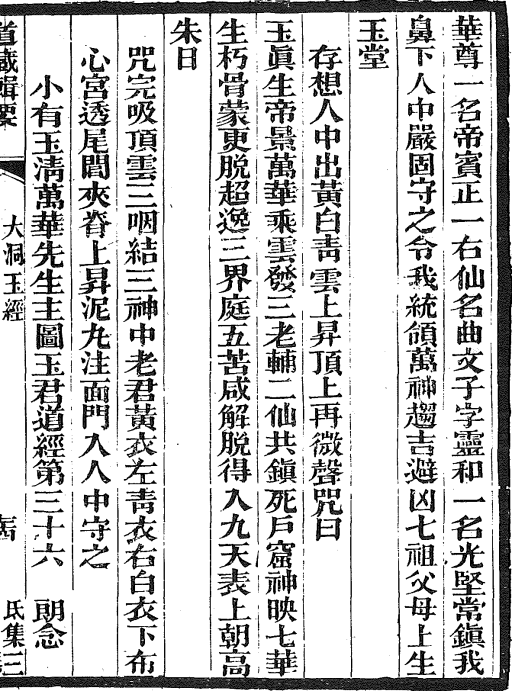 華尊一名帝賓正一右仙名曲文子字靈和一名光堅常鎮我
鼻下人中嚴固守之令我統領萬神趨吉避凶七祖父母上生
玉堂
存想人中出黃白青雲上昇頂上再微聲咒曰
玉眞生帝景萬華乘雲發三老輔二仙共鎮死戶窟神映七華
生朽骨蒙更脫超逸三界庭五苦咸解脫得入九天表上朝高
朱日
咒完吸頂雲三咽結三神中老君黃衣左青衣右白衣下布
心宮透尾閭夾脊上昇泥丸注面門入人中守之
小有玉淸萬華先生主圖玉君道經第三十六　朗念
道藏輯要
大洞玉經
氐集三